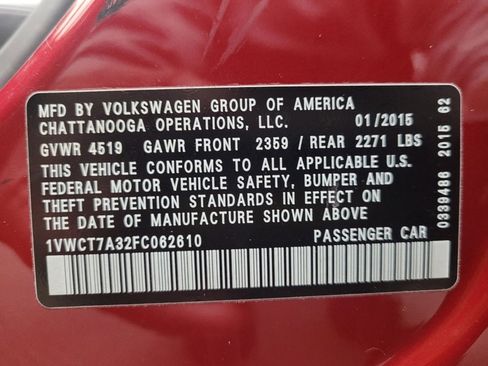 MFD BY VOLKSWAGEN GROUP OF AMERICA
CHATTANOOGA OPERATIONS, LLC. 01/2015
GVWR 4519 GAWR FRONT 2359 / REAR 2271 LBS
THIS VEHICLE CONFORMS TO ALL APPLICABLE U.S.
FEDERAL MOTOR VEHICLE SAFETY, BUMPER AND
THEFT PREVENTION STANDARDS IN EFFECT ON
THE DATE OF MANUFACTURE SHOWN ABOVE
1VWCT7A32FC062610 PASSENGER CAR
0339486 2015 62